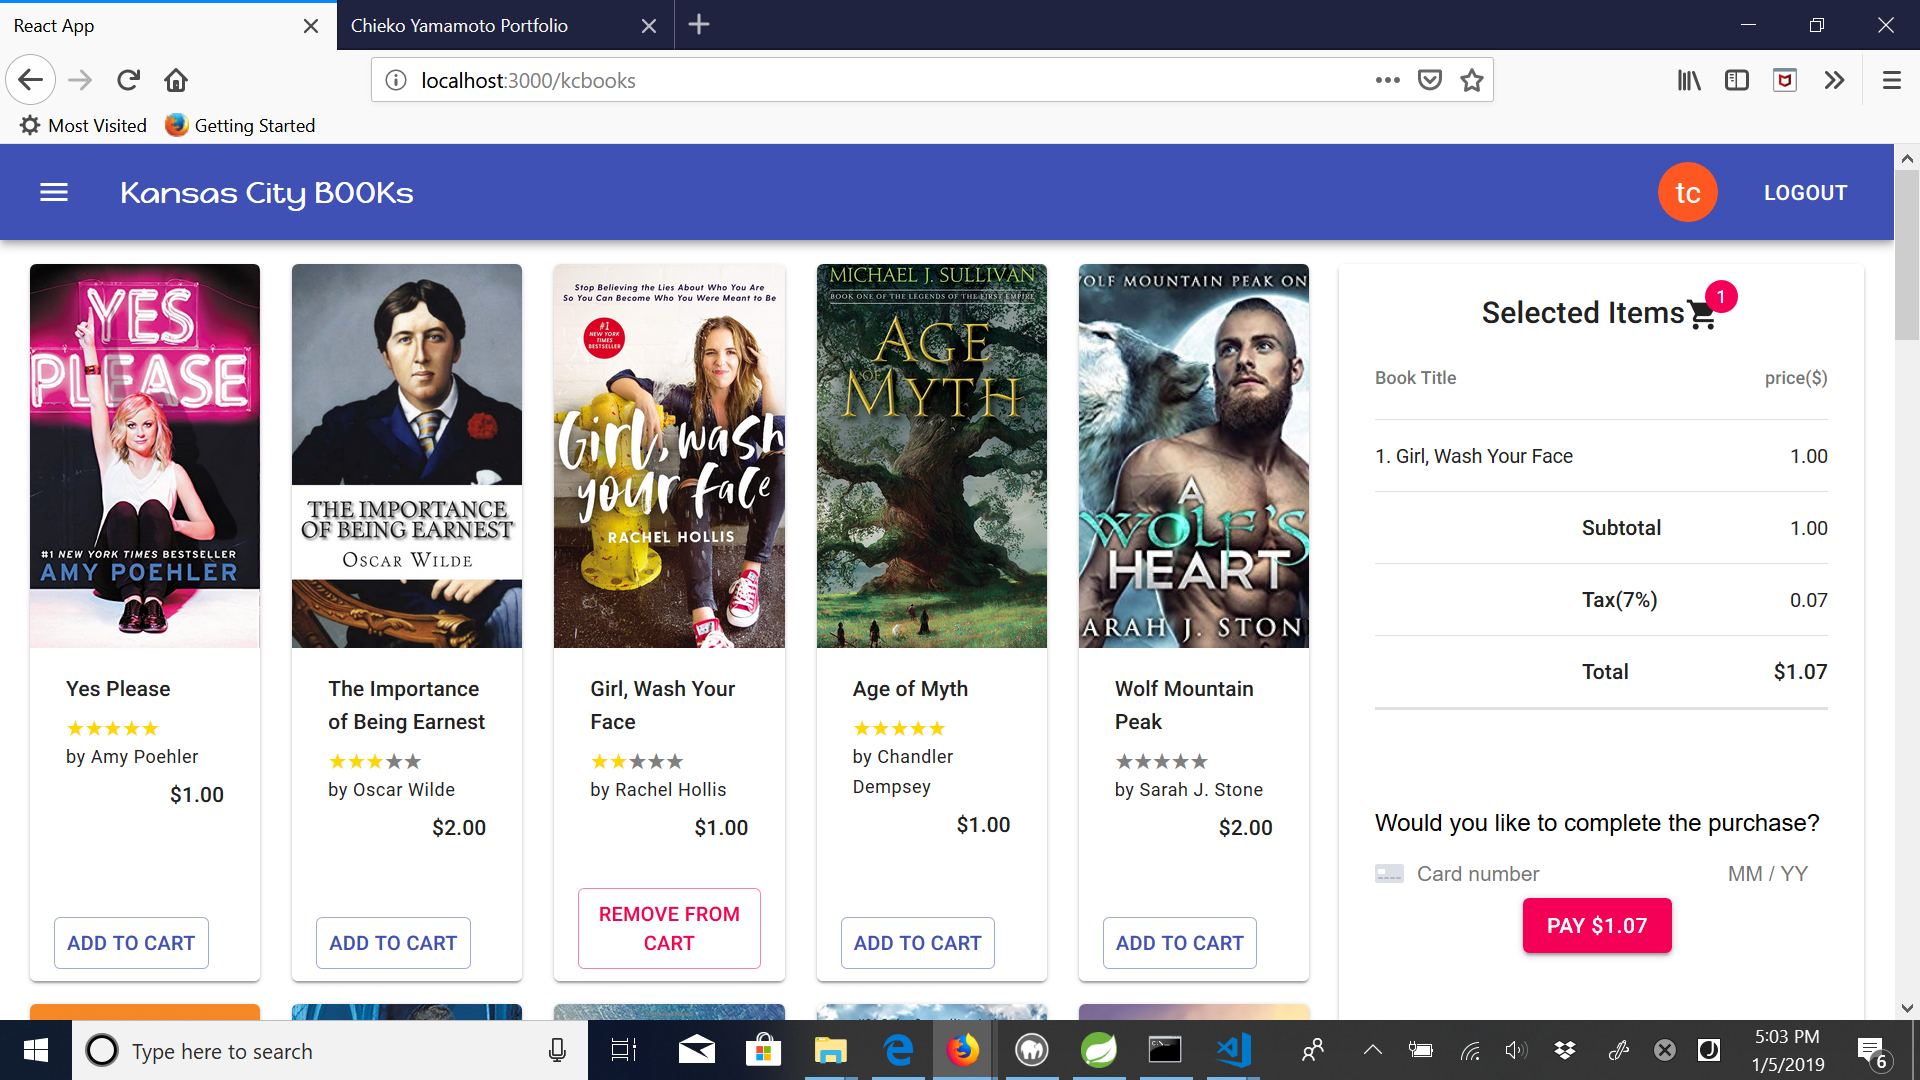 React App
Chieko Yamamoto Portfolio
localhost:3000/kcbooks
Most Visited
Getting Started
Kansas City BOOKs
tc
LOGOUT
YES
PLEASE
#1 NEW YORK TIMES BESTSELLER
AMY POEHLER
Yes Please
★★★★★
by Amy Poehler
$1.00
ADD TO CART
THE IMPORTANCE
OF BEING EARNEST
OSCAR WILDE
The Importance
of Being Earnest
★★★★★
by Oscar Wilde
$2.00
ADD TO CART
Stop Believing the Lies About Who You Are
So You Can Become Who You Were Meant to Be
#1
NEW YORK
TIMES
BESTSELLER
Girl, wash
your face
RACHEL HOLLIS
Girl, Wash Your
Face
★★★★★
by Rachel Hollis
$1.00
REMOVE FROM
CART
MICHAEL J. SULLIVAN
BOOK ONE OF THE LEGENDS OF THE FIRST EMPIRE
AGE
OF
MYTH
Age of Myth
★★★★★
by Chandler
Dempsey
$1.00
ADD TO CART
OLF MOUNTAIN PEAK ON
A
WOLF'S
HEART
ARAH J. STON
Wolf Mountain
Peak
★★★★★
by Sarah J. Stone
$2.00
ADD TO CART
Selected Items
1
Book Title price($)
1. Girl, Wash Your Face 1.00
Subtotal 1.00
Tax(7%) 0.07
Total $1.07
Would you like to complete the purchase?
Card number MM / YY
PAY $1.07
Type here to search
5:03 PM
1/5/2019
6